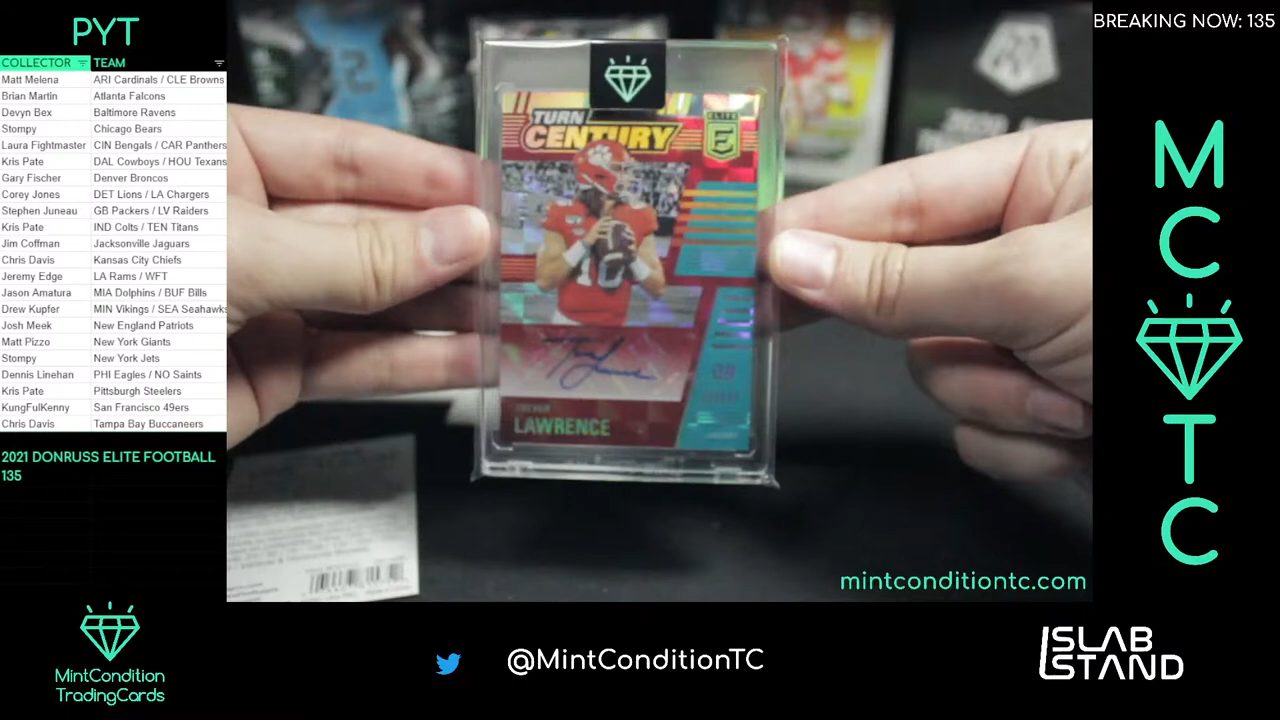 PYT
COLLECTOR TEAM
Matt Melena ARI Cardinals / CLE Browns
Brian Martin Atlanta Falcons
Devyn Bex Baltimore Ravens
Stompy Chicago Bears
Laura Fightmaster CIN Bengals / CAR Panthers
Kris Pate DAL Cowboys / HOU Texans
Gary Fischer Denver Broncos
Corey Jones DET Lions / LA Chargers
Stephen Juneau GB Packers / LV Raiders
Kris Pate IND Colts / TEN Titans
Jim Coffman Jacksonville Jaguars
Chris Davis Kansas City Chiefs
Jeremy Edge LA Rams / WFT
Jason Amatura MIA Dolphins / BUF Bills
Drew Kupfer MIN Vikings / SEA Seahawks
Josh Meek New England Patriots
Matt Pizzo New York Giants
Stompy New York Jets
Dennis Linehan PHI Eagles / NO Saints
Kris Pate Pittsburgh Steelers
KungFulKenny San Francisco 49ers
Chris Davis Tampa Bay Buccaneers
2021 DONRUSS ELITE FOOTBALL
135
MintCondition
TradingCards
TURN
CENTURY
ELITE
E
16
TREVOR
LAWRENCE
mintconditiontc.com
@MintConditionTC
BREAKING NOW: 135
M
C
T
C
SLAB
STAND